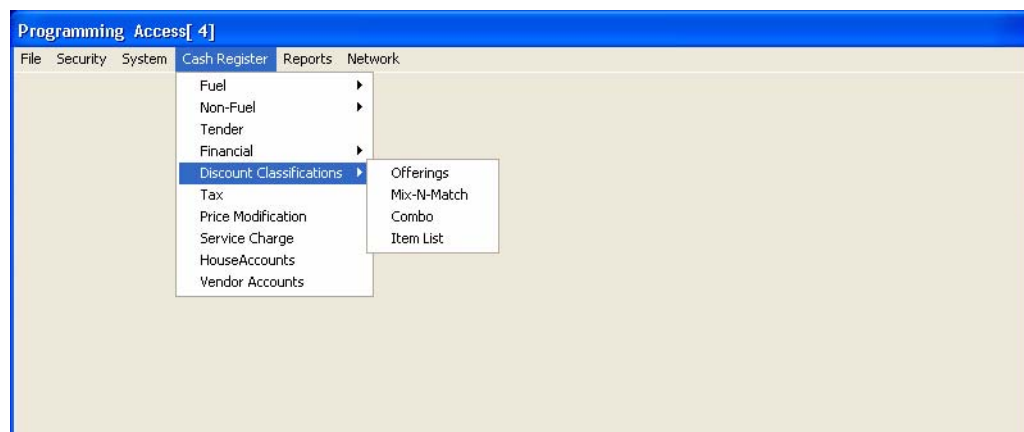 Programming Access[ 4]
File Security System Cash Register Reports Network
Fuel
Non-Fuel
Tender
Financial
Discount Classifications
Offerings
Mix-N-Match
Combo
Item List
Tax
Price Modification
Service Charge
HouseAccounts
Vendor Accounts